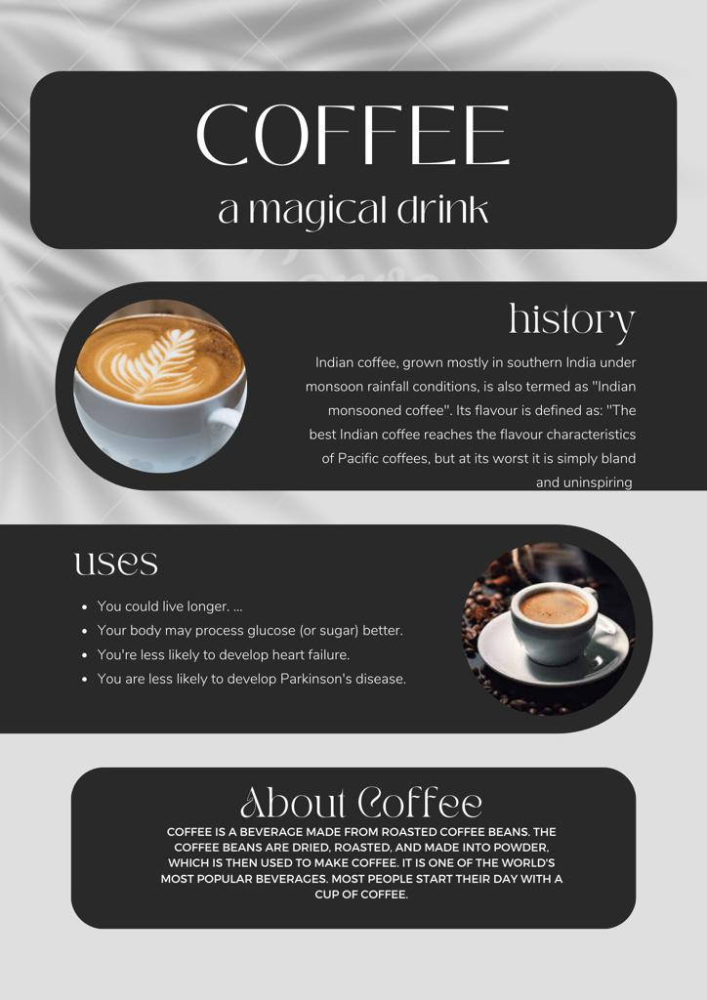 COFFEE
a magical drink
history
Indian coffee, grown mostly in southern India under
monsoon rainfall conditions, is also termed as "Indian
monsooned coffee". Its flavour is defined as: "The
best Indian coffee reaches the flavour characteristics
of Pacific coffees, but at its worst it is simply bland
and uninspiring
uses
• You could live longer. ...
• Your body may process glucose (or sugar) better.
• You're less likely to develop heart failure.
• You are less likely to develop Parkinson's disease.
About Coffee
COFFEE IS A BEVERAGE MADE FROM ROASTED COFFEE BEANS. THE
COFFEE BEANS ARE DRIED, ROASTED, AND MADE INTO POWDER,
WHICH IS THEN USED TO MAKE COFFEE. IT IS ONE OF THE WORLD'S
MOST POPULAR BEVERAGES. MOST PEOPLE START THEIR DAY WITH A
CUP OF COFFEE.